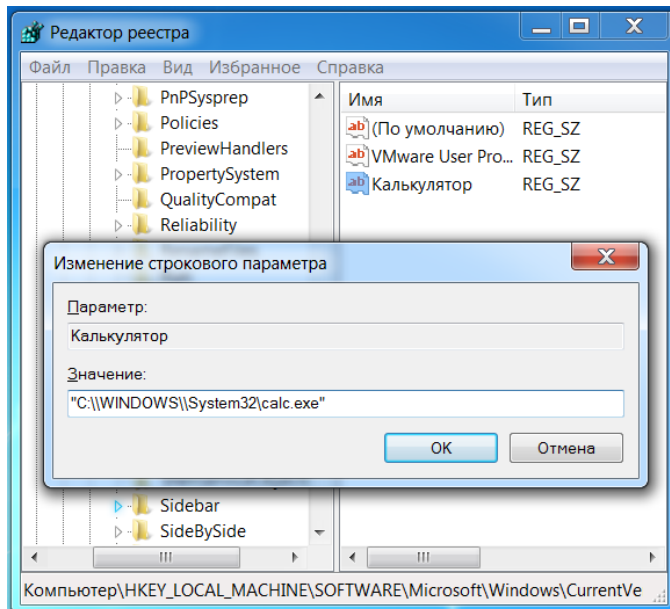 Редактор реестра
Файл Правка Вид Избранное Справка
PnPSysprep
Policies
PreviewHandlers
PropertySystem
QualityCompat
Reliability
Имя Тип
(По умолчанию) REG_SZ
VMware User Pro... REG_SZ
Калькулятор REG_SZ
Изменение строкового параметра
Параметр:
Калькулятор
Значение:
"C:\\WINDOWS\\System32\calc.exe"
OK Отмена
Sidebar
SideBySide
Компьютер\HKEY_LOCAL_MACHINE\SOFTWARE\Microsoft\Windows\CurrentVe